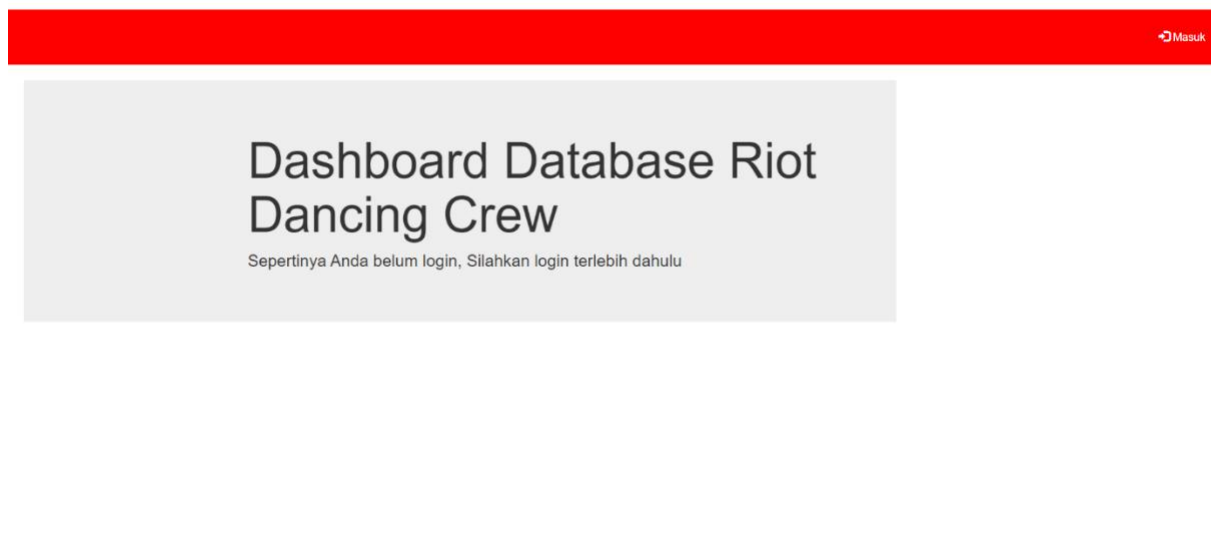 Masuk
Dashboard Database Riot
Dancing Crew
Sepertinya Anda belum login, Silahkan login terlebih dahulu